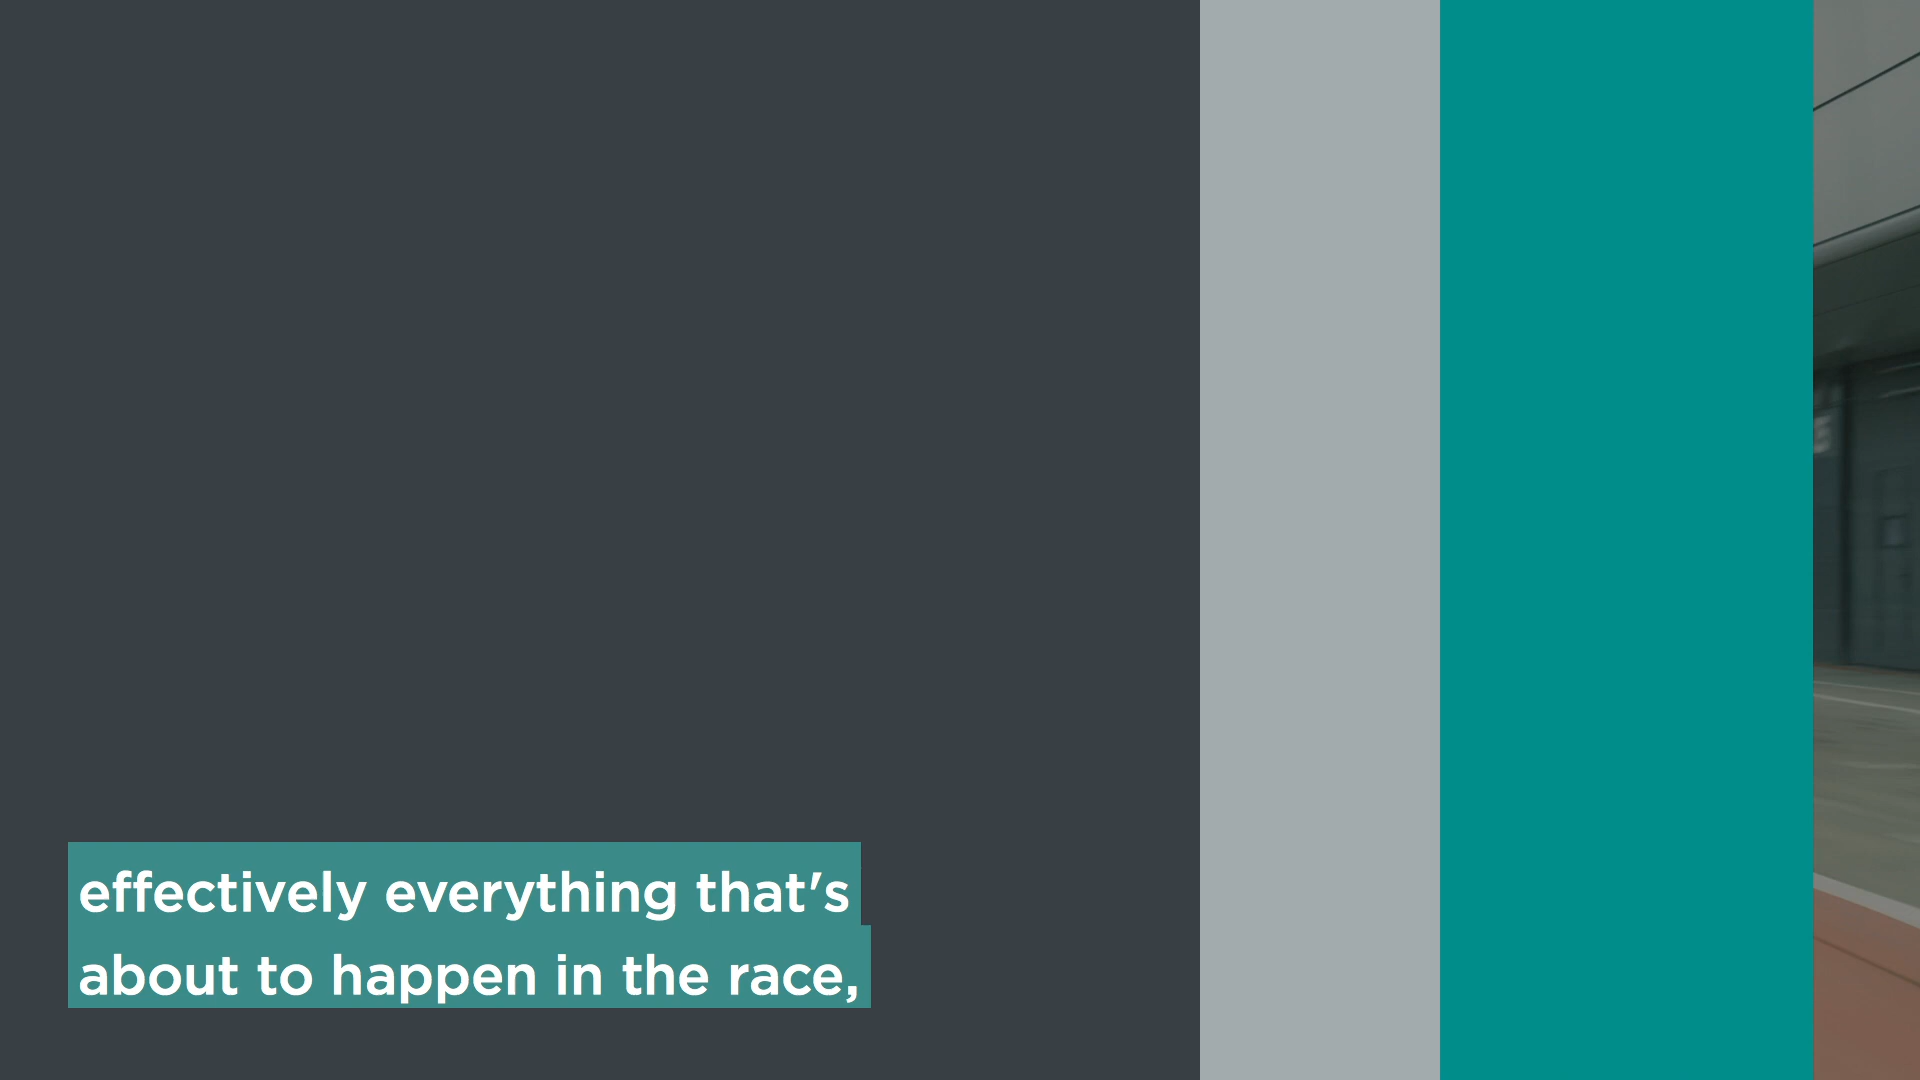 effectively everything that's
about to happen in the race,